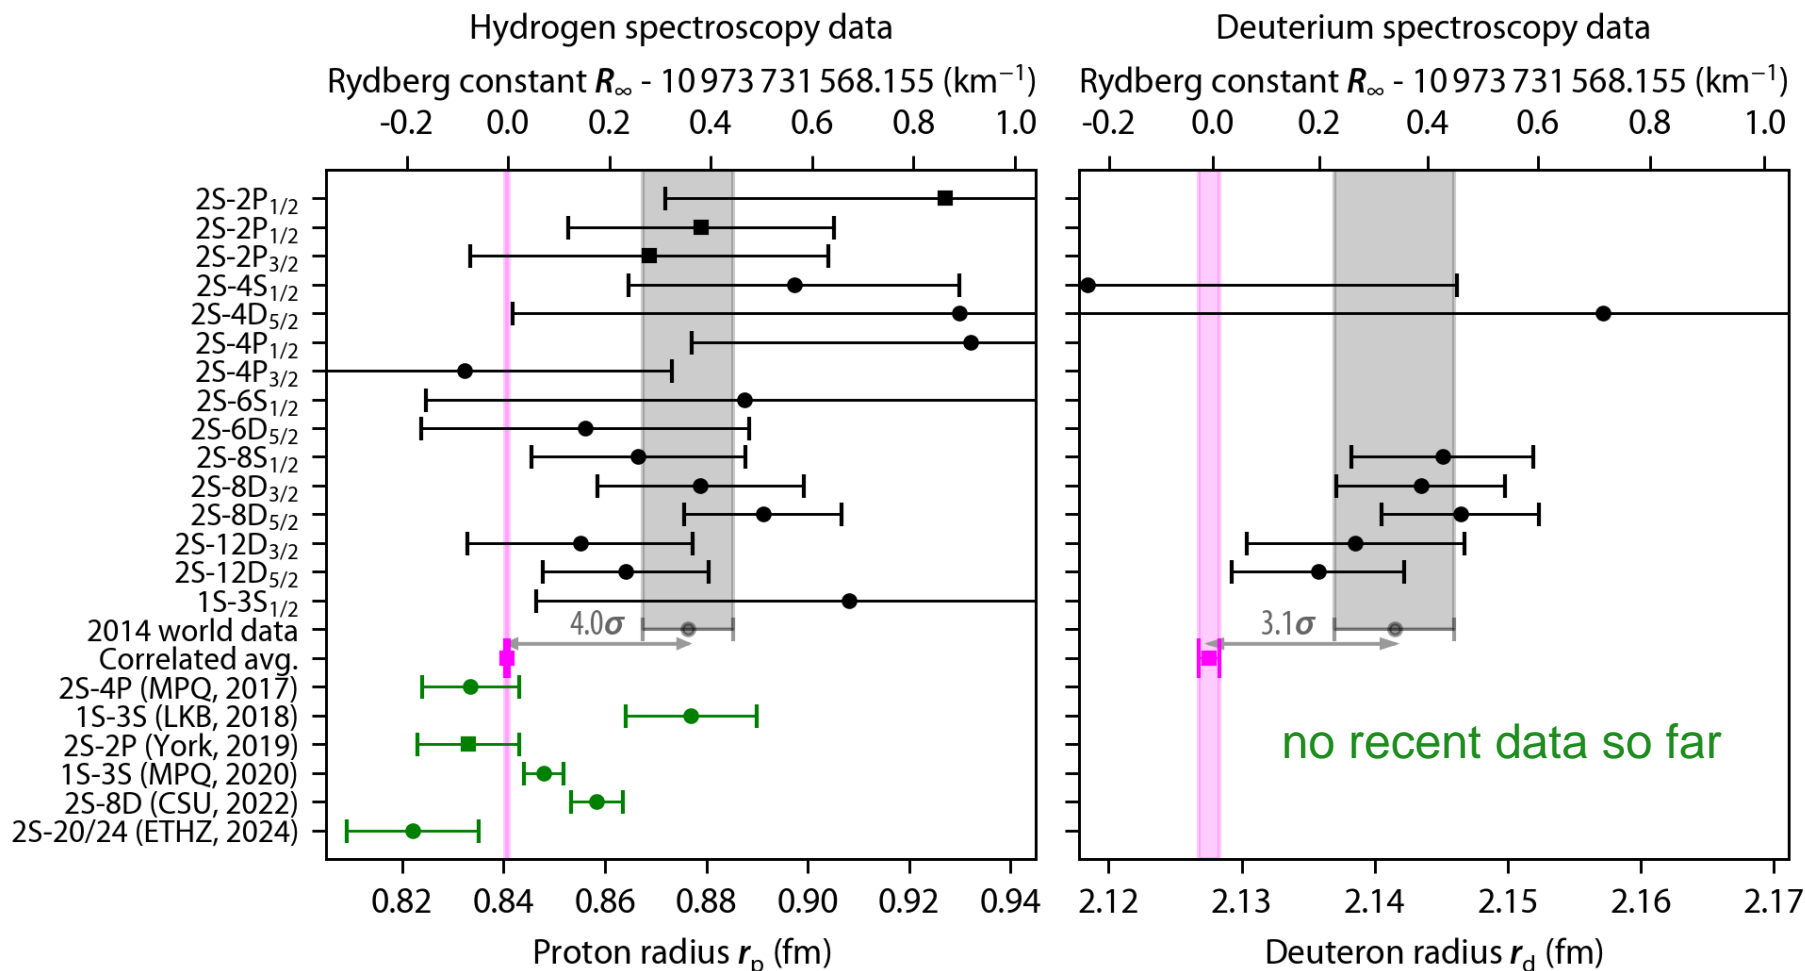 Hydrogen spectroscopy data
Rydberg constant R∞ - 10 973 731 568.155 (km⁻¹)
-0.2 0.0 0.2 0.4 0.6 0.8 1.0
Deuterium spectroscopy data
Rydberg constant R∞ - 10 973 731 568.155 (km⁻¹)
-0.2 0.0 0.2 0.4 0.6 0.8 1.0
2S-2P1/2
2S-2P1/2
2S-2P3/2
2S-4S1/2
2S-4D5/2
2S-4P1/2
2S-4P3/2
2S-6S1/2
2S-6D5/2
2S-8S1/2
2S-8D3/2
2S-8D5/2
2S-12D3/2
2S-12D5/2
1S-3S1/2
2014 world data
Correlated avg.
2S-4P (MPQ, 2017)
1S-3S (LKB, 2018)
2S-2P (York, 2019)
1S-3S (MPQ, 2020)
2S-8D (CSU, 2022)
2S-20/24 (ETHZ, 2024)
4.0σ
3.1σ
no recent data so far
0.82 0.84 0.86 0.88 0.90 0.92 0.94
Proton radius rp (fm)
2.12 2.13 2.14 2.15 2.16 2.17
Deuteron radius rd (fm)